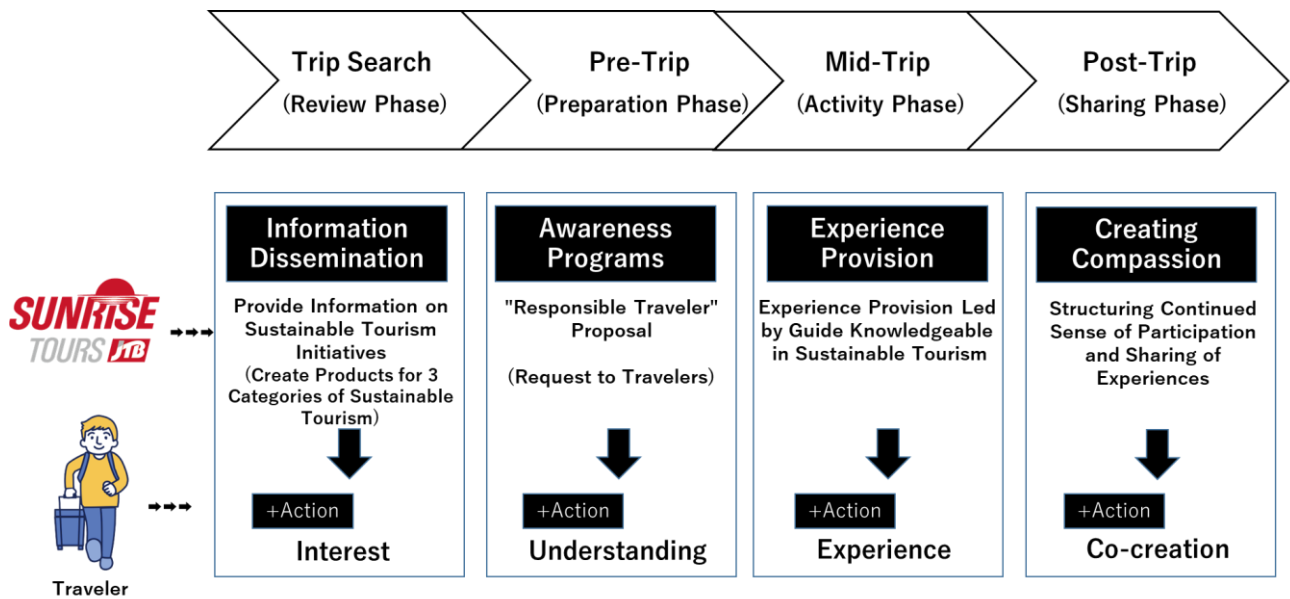 Trip Search
(Review Phase)
Pre-Trip
(Preparation Phase)
Mid-Trip
(Activity Phase)
Post-Trip
(Sharing Phase)
SUNRISE
TOURS JTB
Information
Dissemination
Provide Information on
Sustainable Tourism
Initiatives
(Create Products for 3
Categories of Sustainable
Tourism)
+Action
Interest
Awareness
Programs
"Responsible Traveler"
Proposal
(Request to Travelers)
+Action
Understanding
Experience
Provision
Experience Provision Led
by Guide Knowledgeable
in Sustainable Tourism
+Action
Experience
Creating
Compassion
Structuring Continued
Sense of Participation
and Sharing of
Experiences
+Action
Co-creation
Traveler